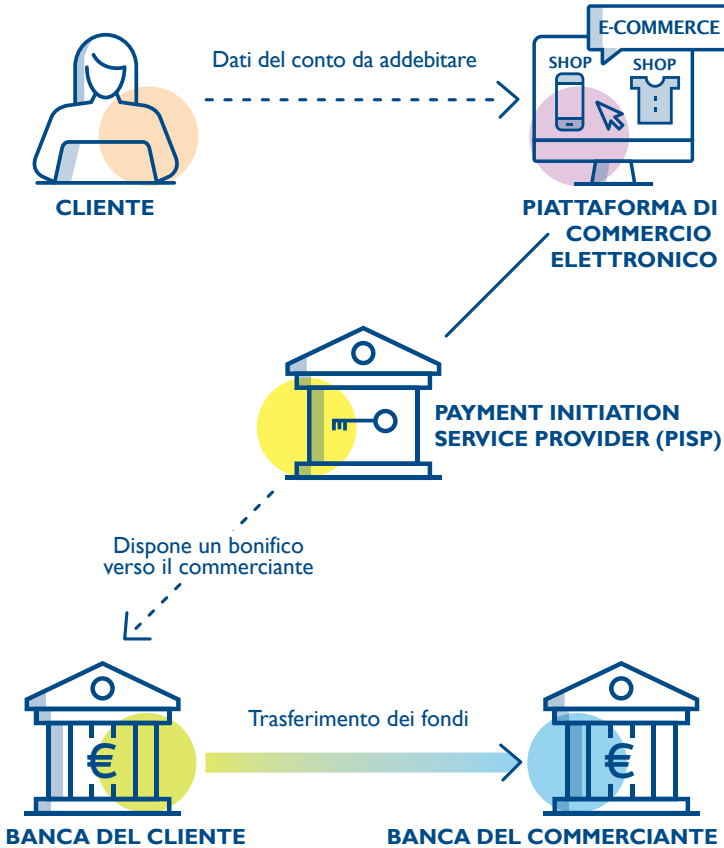 E-COMMERCE
SHOP
SHOP
Dati del conto da addebitare
CLIENTE
PIATTAFORMA DI
COMMERCIO
ELETTRONICO
PAYMENT INITIATION
SERVICE PROVIDER (PISP)
Dispone un bonifico
verso il commerciante
Trasferimento dei fondi
€
€
BANCA DEL CLIENTE
BANCA DEL COMMERCIANTE